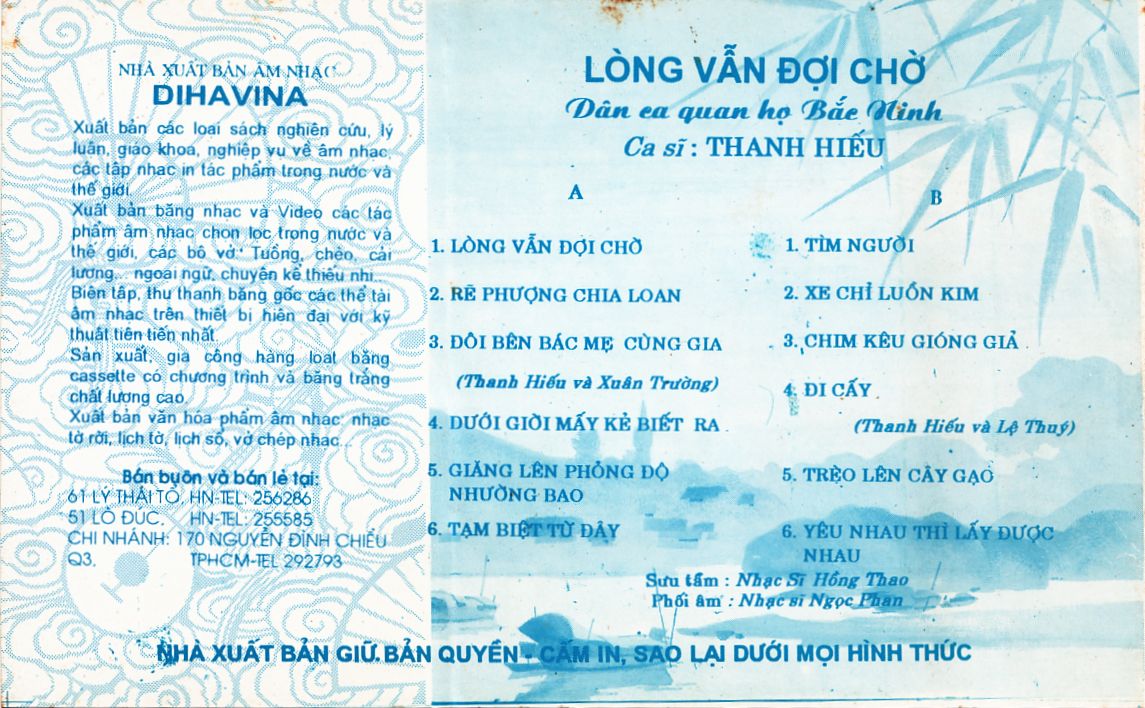 NHÀ XUẤT BẢN ÂM NHẠC
DIHAVINA
Xuất bản các loại sách nghiên cứu, lý
luận, giáo khoa, nghiệp vụ về âm nhạc,
các tập nhạc in tác phẩm trong nước và
thế giới.
Xuất bản băng nhạc và Video các tác
phẩm âm nhạc chọn lọc trong nước và
thế giới, các bộ vở: Tuồng, chèo, cải
lương... ngoại ngữ, chuyện kể thiếu nhi.
Biên tập, thu thanh băng gốc các thể tài
âm nhạc trên thiết bị hiện đại với kỹ
thuật tiên tiến nhất.
Sản xuất, gia công hàng loạt băng
cassette có chương trình và băng trắng
chất lượng cao.
Xuất bản văn hóa phẩm âm nhạc: nhạc
tờ rời, lịch tờ, lịch sổ, vở chép nhạc...
Bán buôn và bán lẻ tại:
61 LÝ THÁI TỔ, HN-TEL: 256286
51 LÒ ĐÚC, HN-TEL: 255585
CHI NHÁNH: 170 NGUYỄN ĐÌNH CHIỂU
Q3. TPHCM-TEL 292793
LÒNG VẪN ĐỢI CHỜ
Dân ca quan họ Bắc Ninh
Ca sĩ : THANH HIẾU
A
1. LÒNG VẪN ĐỢI CHỜ
2. RẼ PHƯỢNG CHIA LOAN
3. ĐÔI BÊN BÁC MẸ CÙNG GIA
(Thanh Hiếu và Xuân Trường)
4. DƯỚI GIỜI MẤY KẺ BIẾT RA
5. GIĂNG LÊN PHỎNG ĐỘ
NHƯỜNG BAO
6. TẠM BIỆT TỪ ĐÂY
B
1. TÌM NGƯỜI
2. XE CHỈ LUỒN KIM
3. CHIM KÊU GIÓNG GIẢ
4. ĐI CẤY
(Thanh Hiếu và Lệ Thuý)
5. TRÈO LÊN CÂY GẠO
6. YÊU NHAU THÌ LẤY ĐƯỢC
NHAU
Sưu tầm : Nhạc Sĩ Hồng Thao
Phối âm : Nhạc sĩ Ngọc Phan
NHÀ XUẤT BẢN GIỮ BẢN QUYỀN - CẤM IN, SAO LẠI DƯỚI MỌI HÌNH THỨC